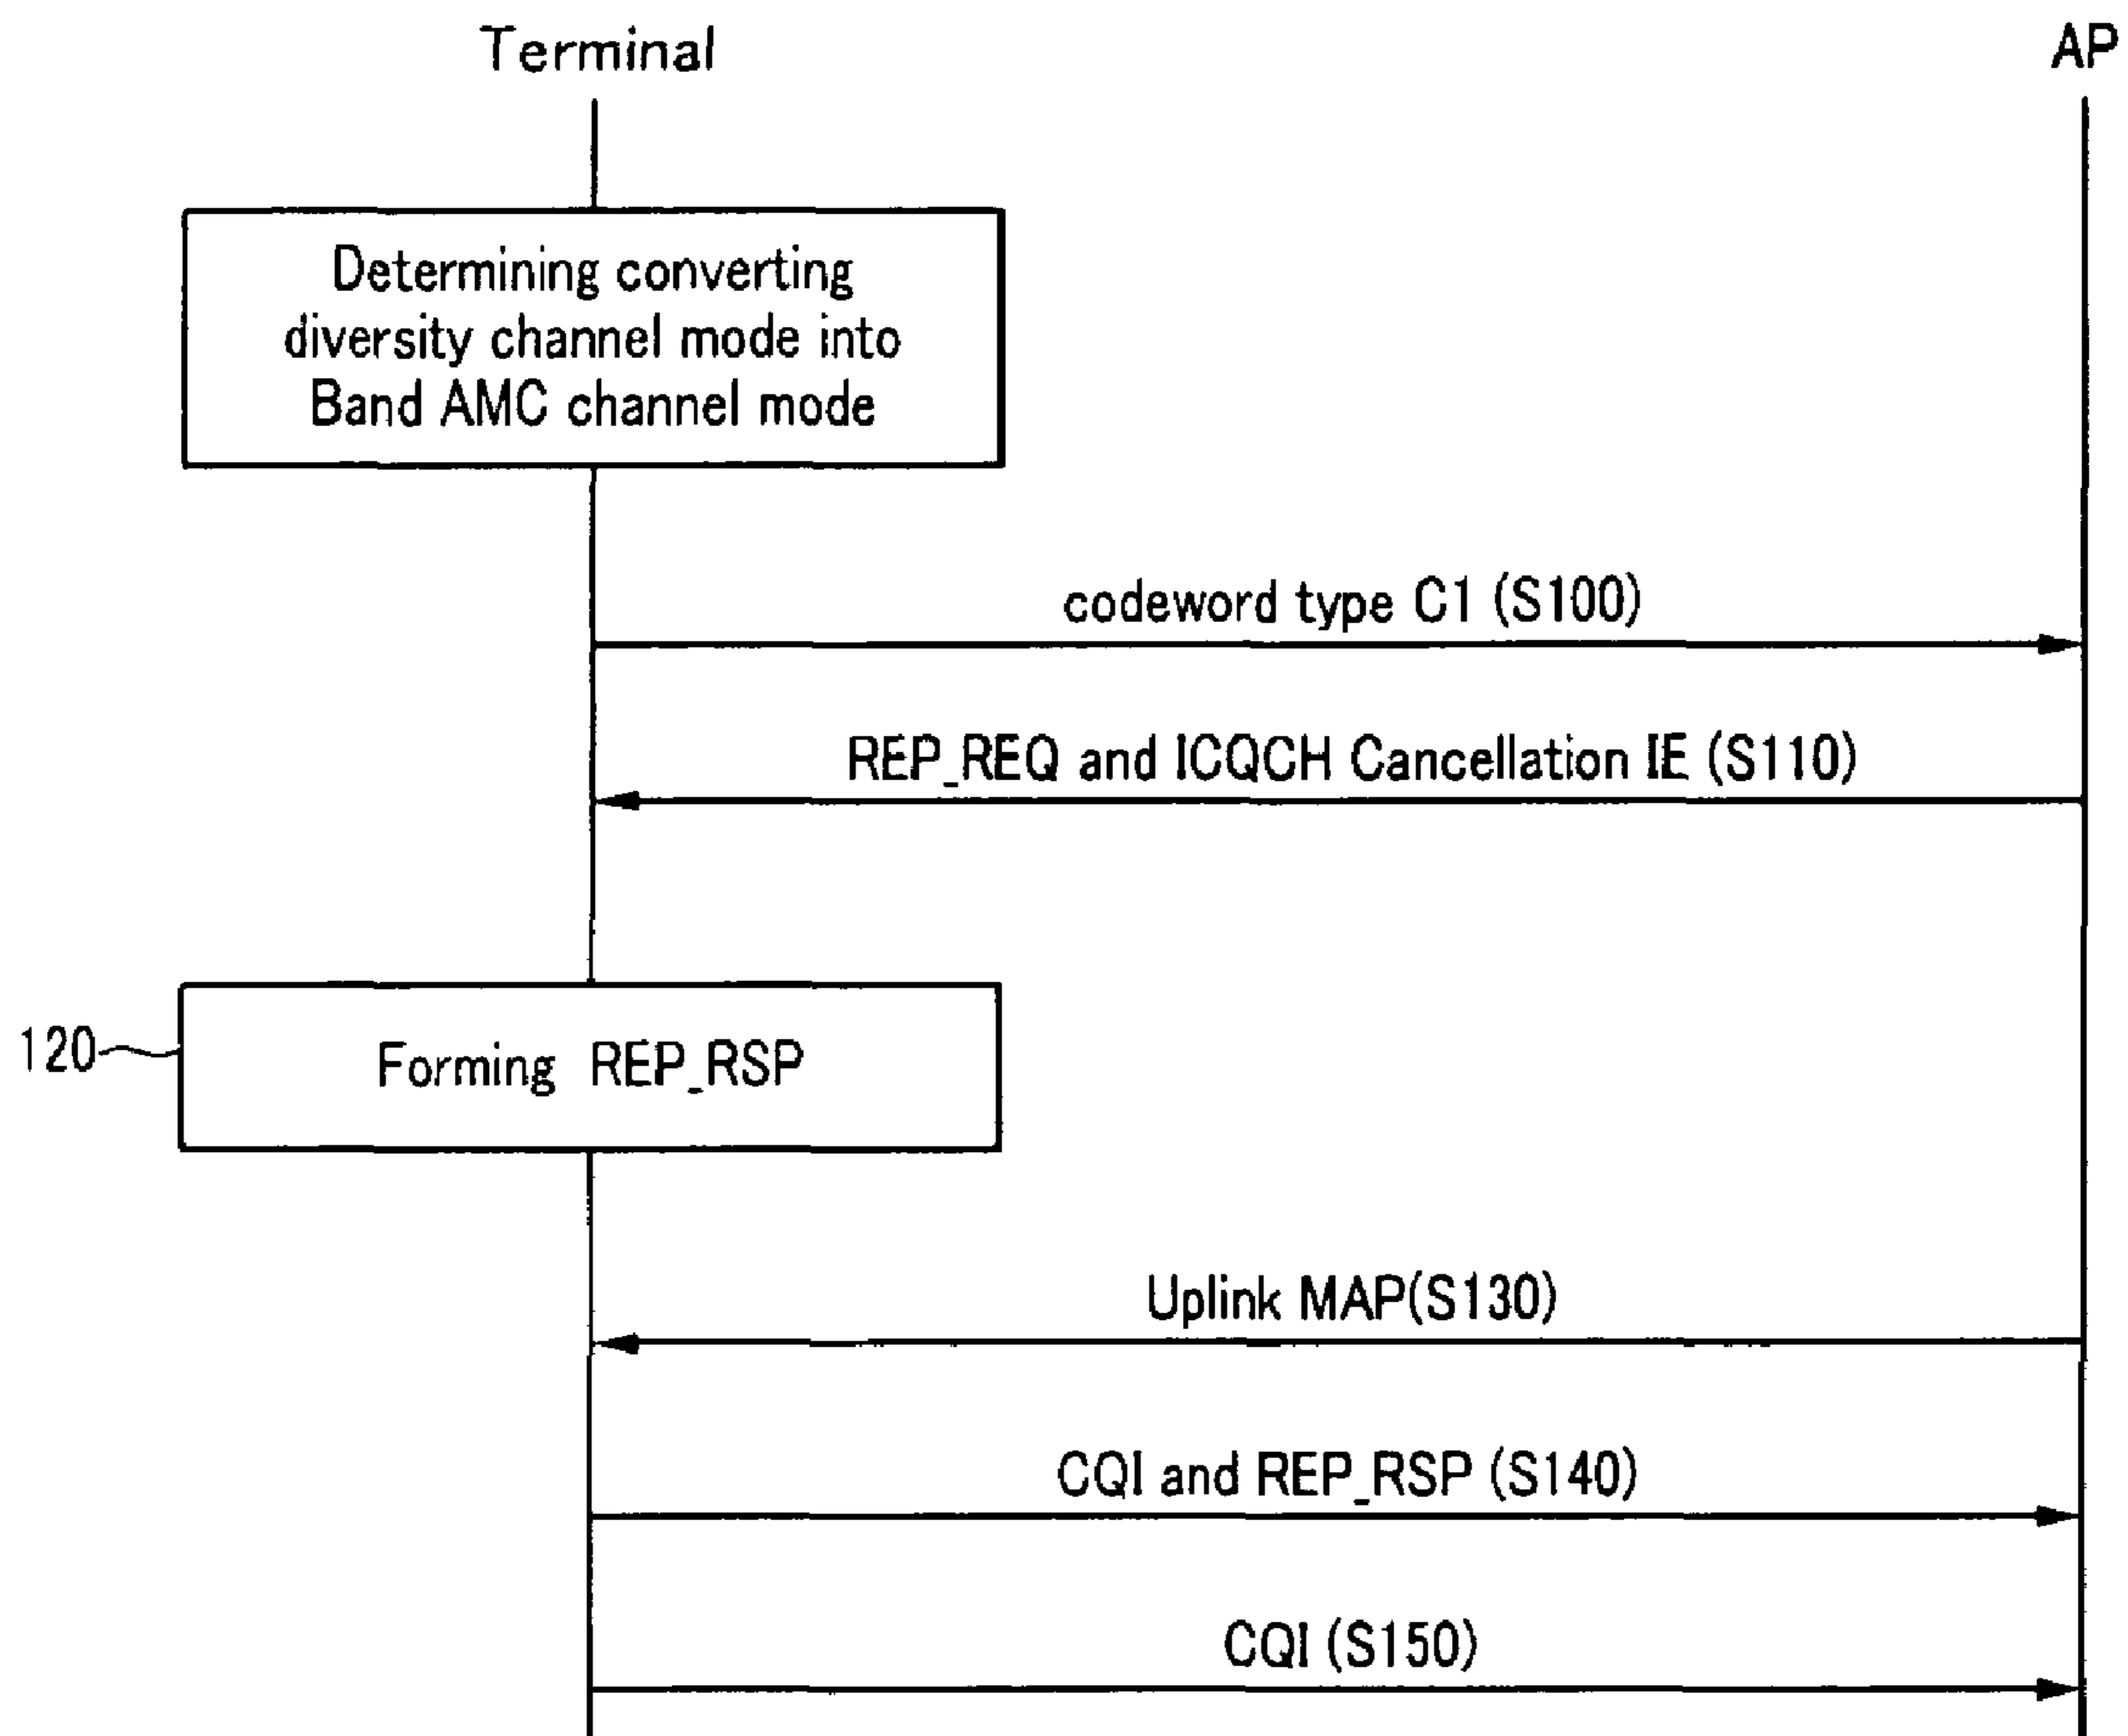 Terminal
AP
Determining converting
diversity channel mode into
Band AMC channel mode
codeword type C1 (S100)
REP_REQ and ICQCH Cancellation IE (S110)
120
Forming REP_RSP
Uplink MAP(S130)
CQI and REP_RSP (S140)
CQI (S150)